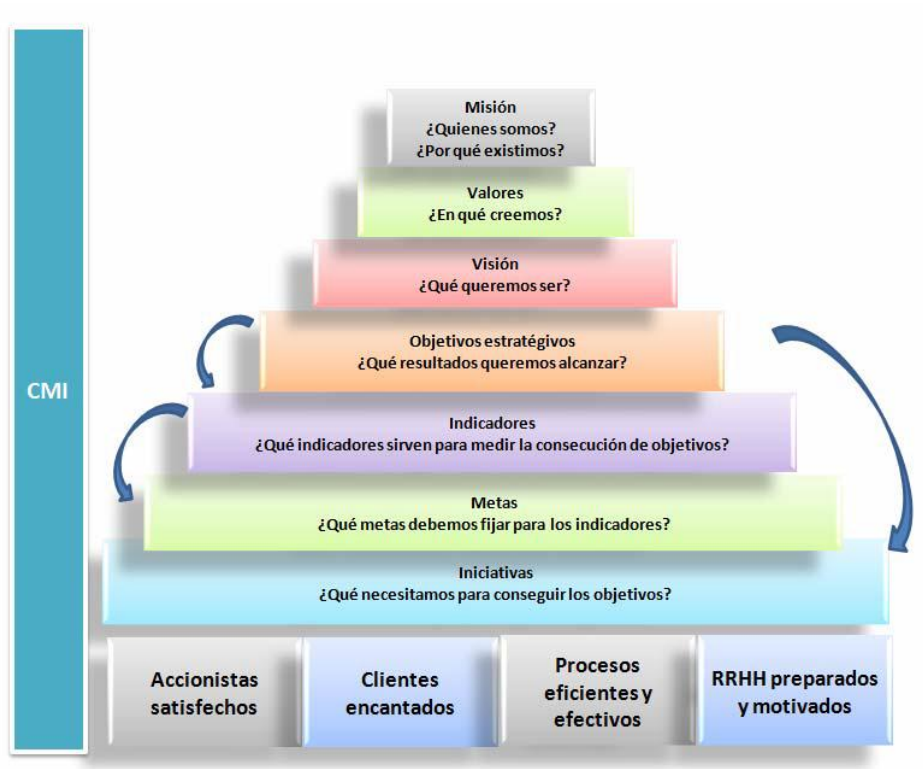 CMI
Misión
¿Quienes somos?
¿Por qué existimos?
Valores
¿En qué creemos?
Visión
¿Qué queremos ser?
Objetivos estratégivos
¿Qué resultados queremos alcanzar?
Indicadores
¿Qué indicadores sirven para medir la consecución de objetivos?
Metas
¿Qué metas debemos fijar para los indicadores?
Iniciativas
¿Qué necesitamos para conseguir los objetivos?
Accionistas
satisfechos
Clientes
encantados
Procesos
eficientes y
efectivos
RRHH preparados
y motivados